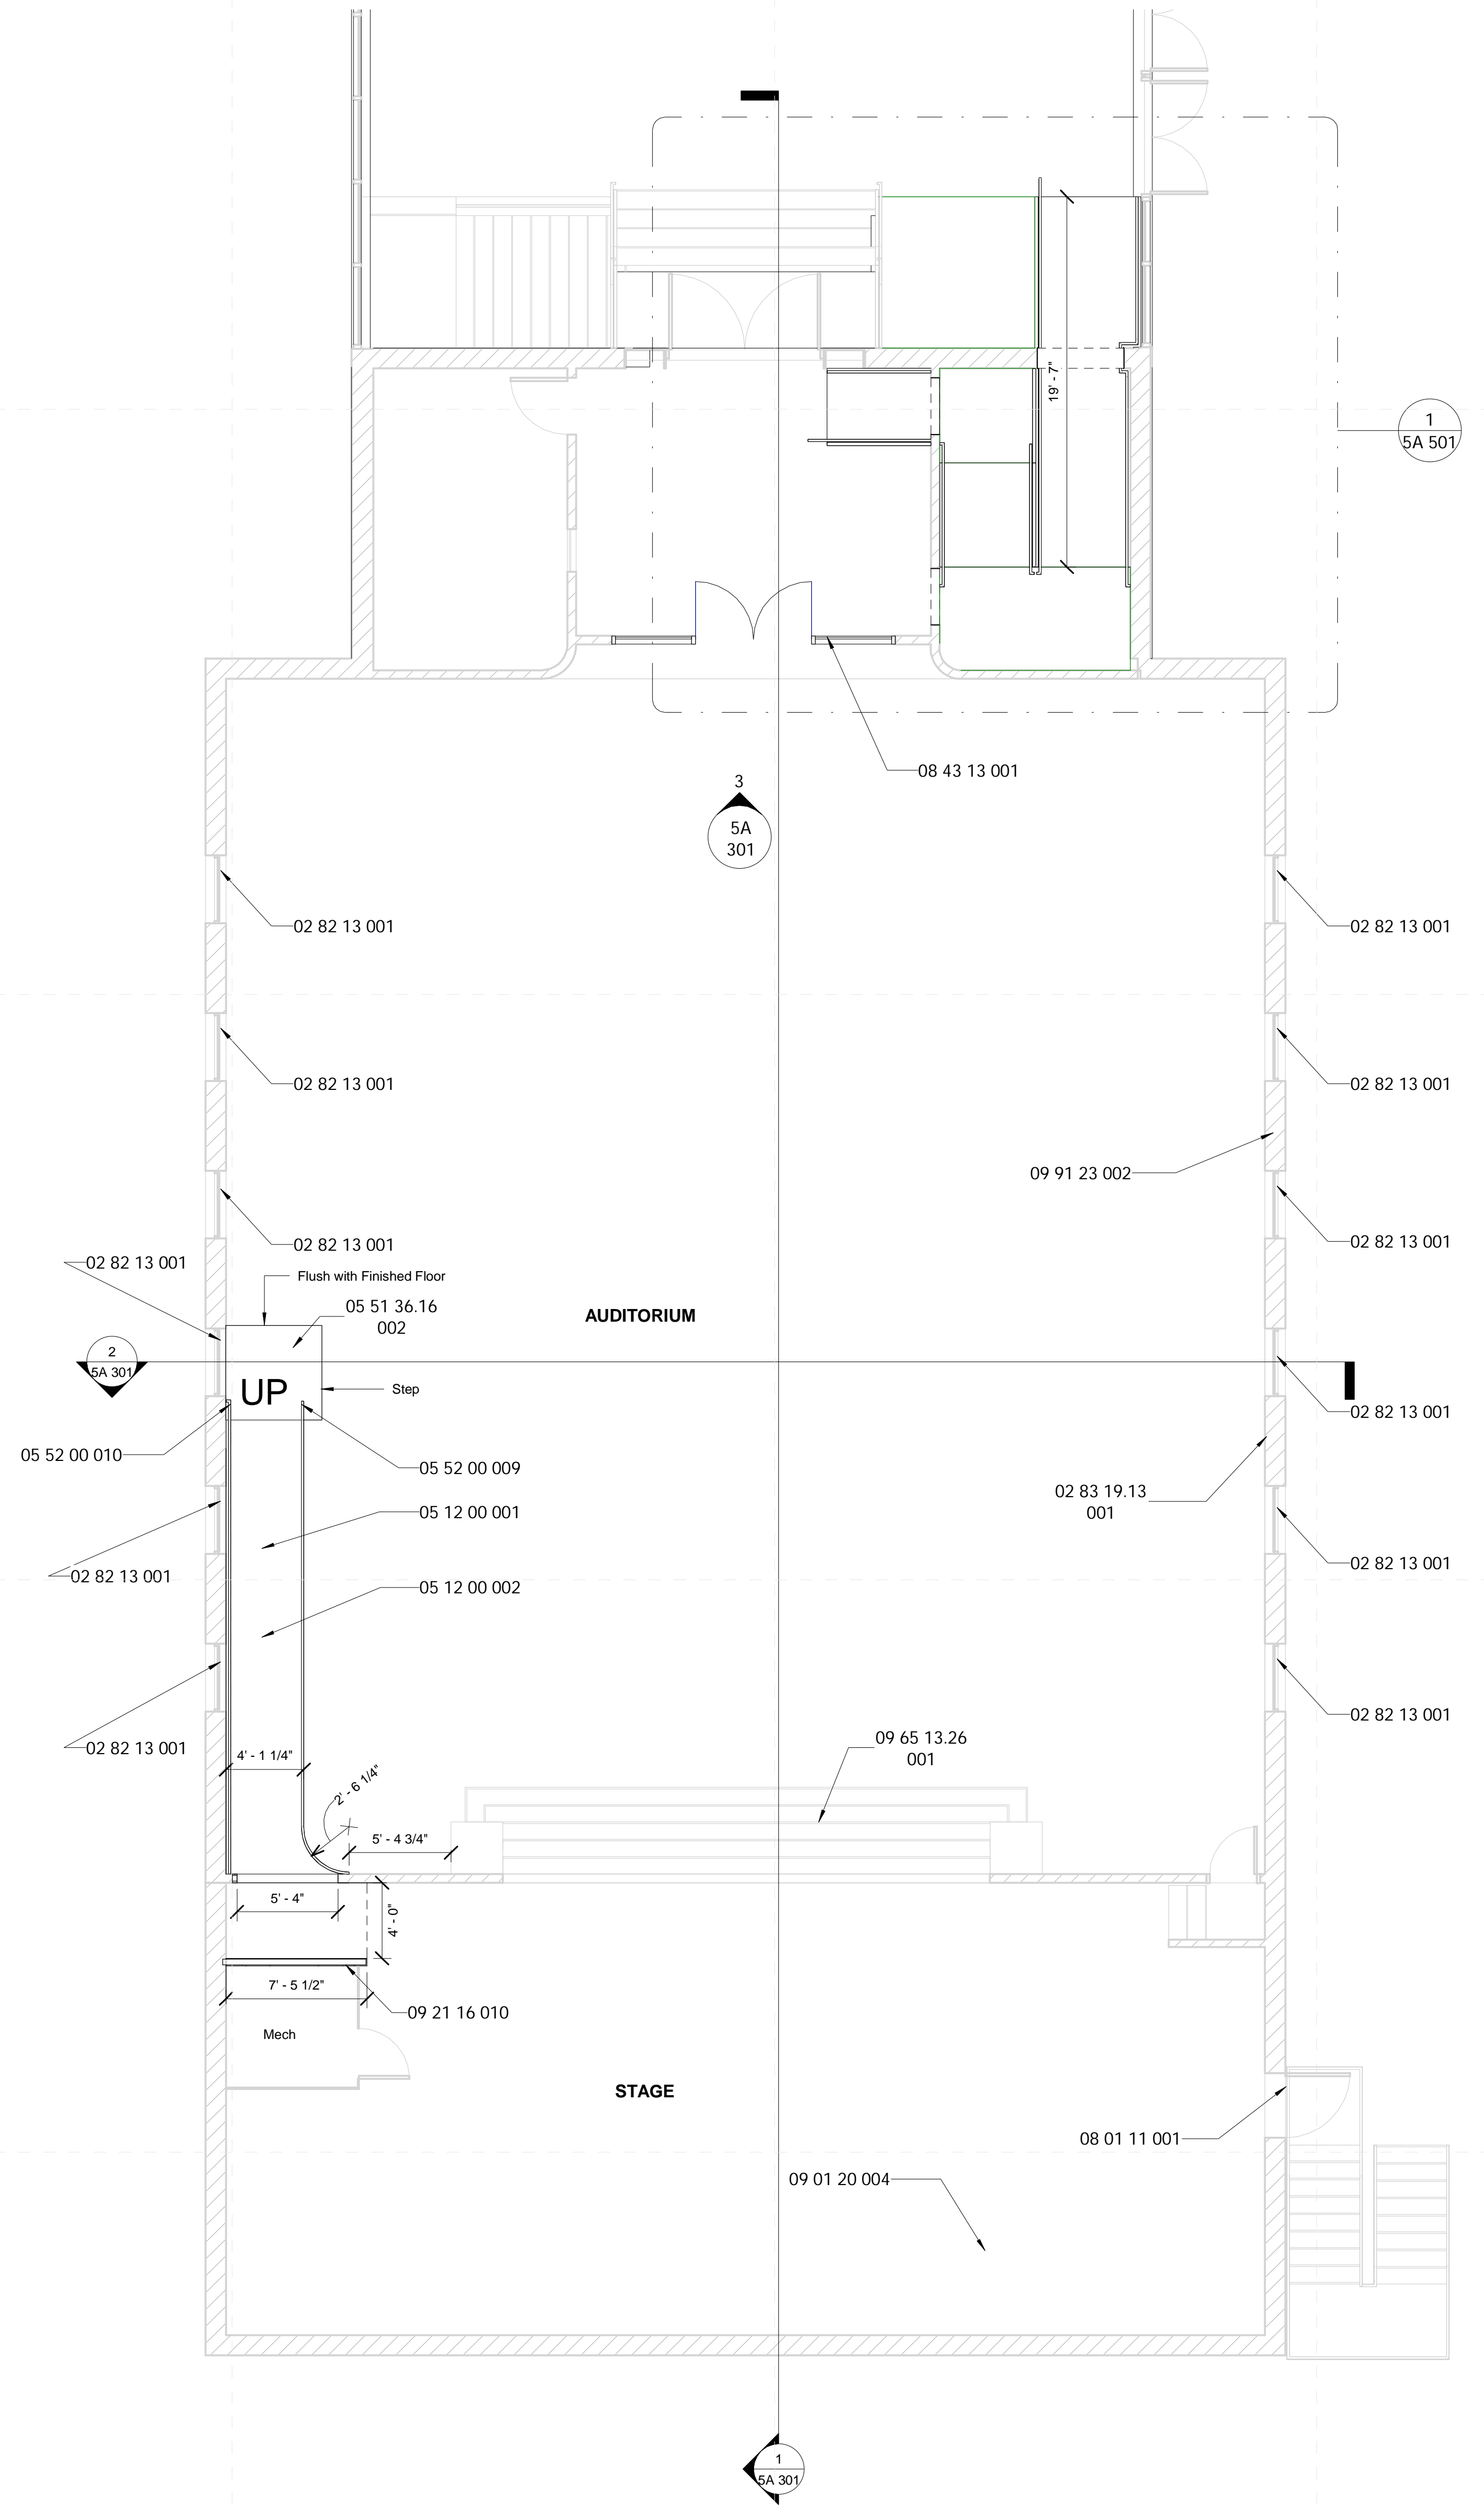 19' - 7"
1
5A 501
08 43 13 001
3
5A
301
02 82 13 001
02 82 13 001
02 82 13 001
02 82 13 001
09 91 23 002
02 82 13 001
02 82 13 001
02 82 13 001
Flush with Finished Floor
05 51 36.16
002
AUDITORIUM
2
5A 301
UP
Step
02 82 13 001
05 52 00 010
05 52 00 009
02 83 19.13
001
05 12 00 001
02 82 13 001
02 82 13 001
05 12 00 002
02 82 13 001
09 65 13.26
001
02 82 13 001
4' - 1 1/4"
2' - 6 1/4"
5' - 4 3/4"
5' - 4"
4' - 0"
7' - 5 1/2"
09 21 16 010
Mech
STAGE
08 01 11 001
09 01 20 004
1
5A 301